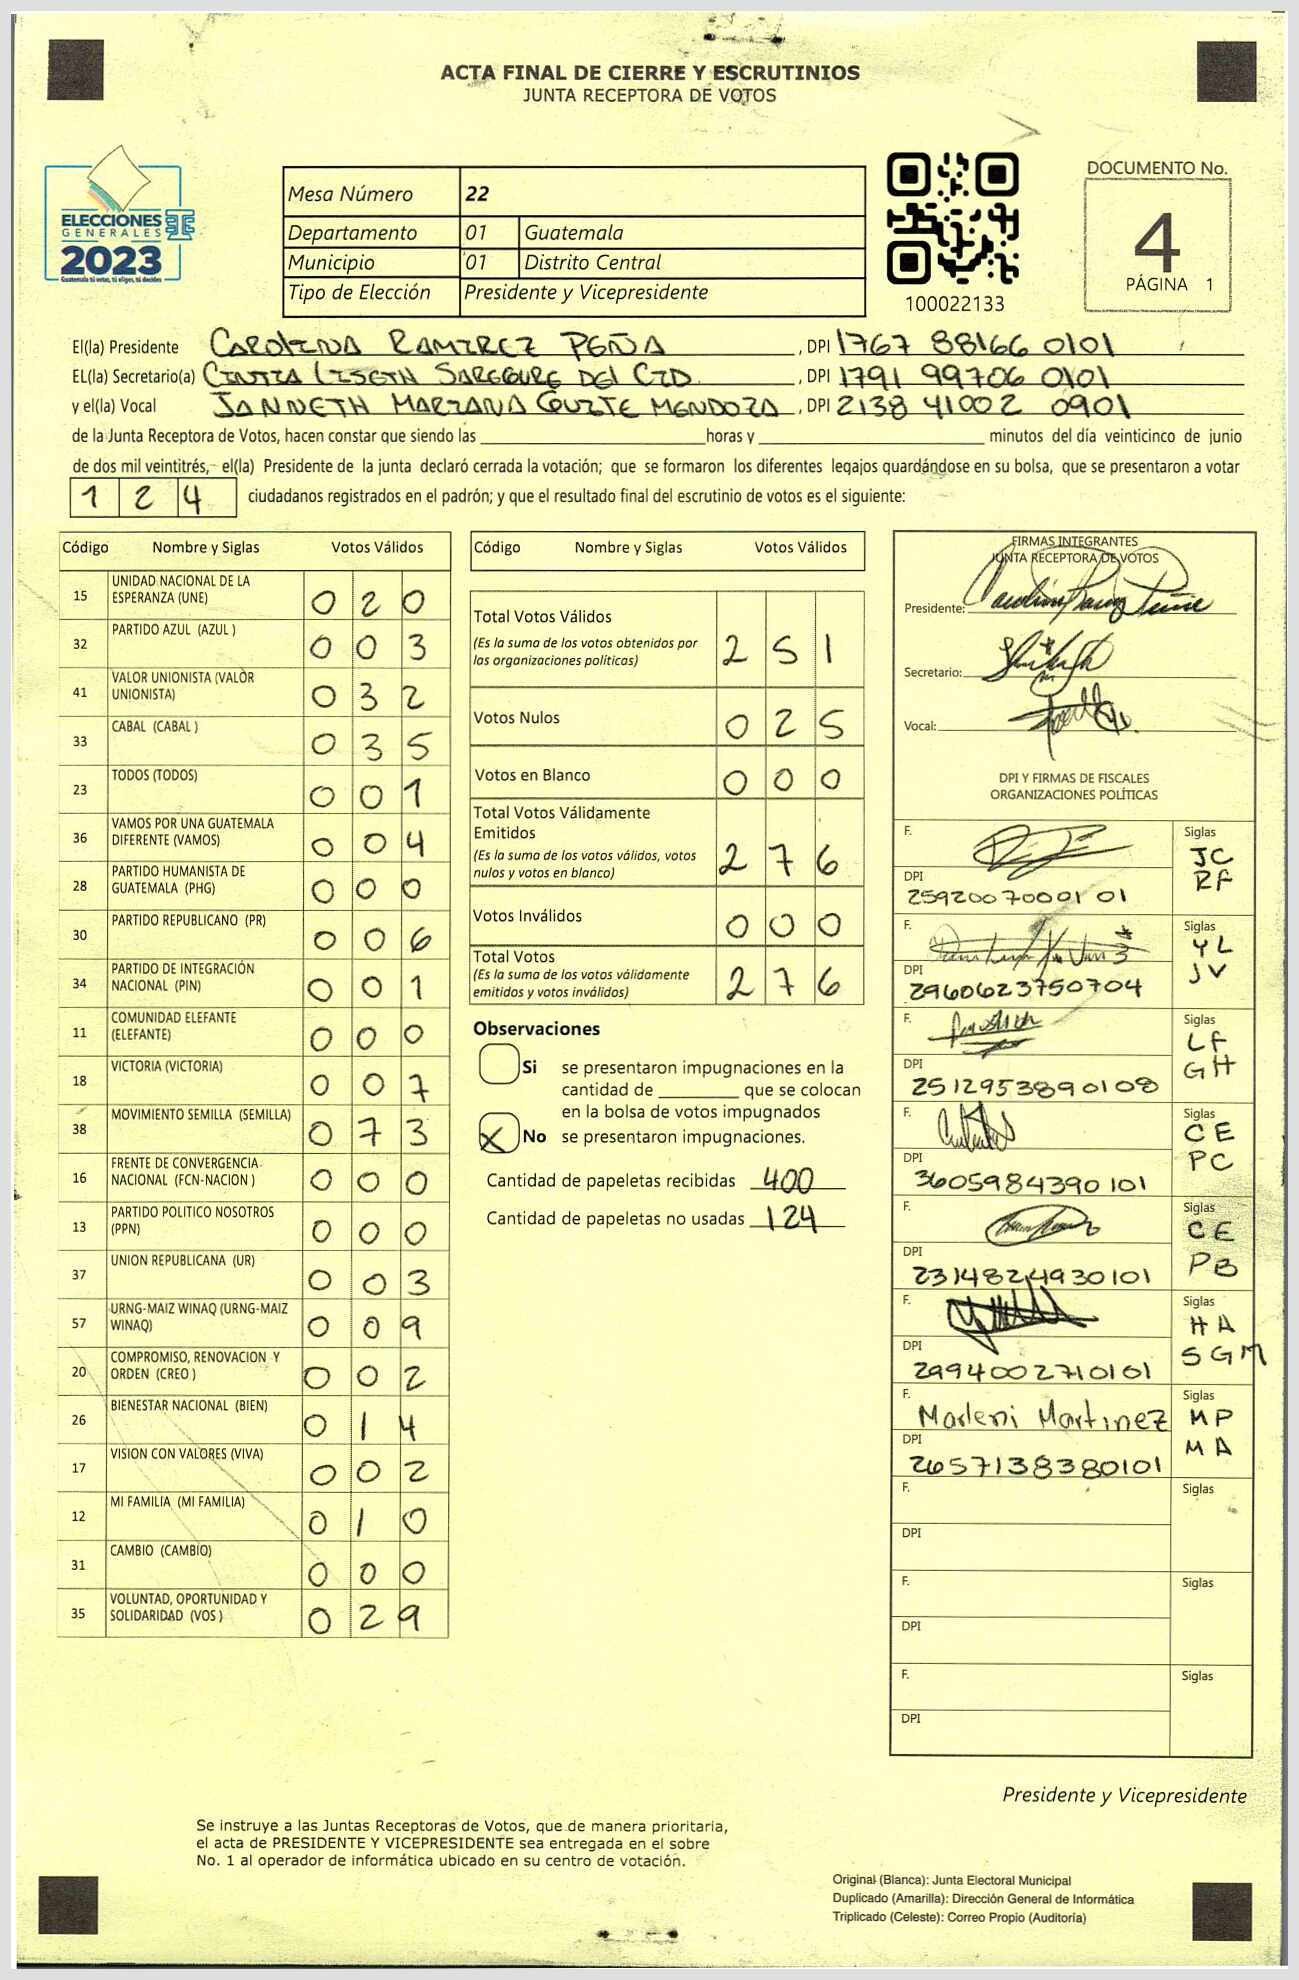 ACTA FINAL DE CIERRE Y ESCRUTINIOS
JUNTA RECEPTORA DE VOTOS
ELECCIONES
GENERALES
2023
Guatemala tú votas, tú eliges, tú decides
Mesa Número 22
Departamento 01 Guatemala
Municipio 01 Distrito Central
Tipo de Elección Presidente y Vicepresidente
100022133
DOCUMENTO No.
4
PÁGINA 1
El(la) Presidente CAROLINA RAMIREZ PEÑA , DPI 1767 88166 0101
EL(la) Secretario(a) CINTIA LISETH DEL CID , DPI 1791 99706 0101
y el(la) Vocal JANNETH MARIANA MENDOZA , DPI 2138 41002 0901
de la Junta Receptora de Votos, hacen constar que siendo las ____ horas y ____ minutos del día veinticinco de junio
de dos mil veintitrés, el(la) Presidente de la junta declaró cerrada la votación; que se formaron los diferentes legajos guardándose en su bolsa, que se presentaron a votar
1 2 4 ciudadanos registrados en el padrón; y que el resultado final del escrutinio de votos es el siguiente:
Código Nombre y Siglas Votos Válidos
15 UNIDAD NACIONAL DE LA ESPERANZA (UNE) 0 2 0
32 PARTIDO AZUL (AZUL ) 0 0 3
41 VALOR UNIONISTA (VALOR UNIONISTA) 0 3 2
33 CABAL (CABAL ) 0 3 5
23 TODOS (TODOS) 0 0 1
36 VAMOS POR UNA GUATEMALA DIFERENTE (VAMOS) 0 0 4
28 PARTIDO HUMANISTA DE GUATEMALA (PHG) 0 0 0
30 PARTIDO REPUBLICANO (PR) 0 0 6
34 PARTIDO DE INTEGRACIÓN NACIONAL (PIN) 0 0 1
11 COMUNIDAD ELEFANTE (ELEFANTE) 0 0 0
18 VICTORIA (VICTORIA) 0 0 7
38 MOVIMIENTO SEMILLA (SEMILLA) 0 7 3
16 FRENTE DE CONVERGENCIA NACIONAL (FCN-NACION ) 0 0 0
13 PARTIDO POLITICO NOSOTROS (PPN) 0 0 0
37 UNION REPUBLICANA (UR) 0 0 3
57 URNG-MAIZ WINAQ (URNG-MAIZ WINAQ) 0 0 9
20 COMPROMISO, RENOVACION Y ORDEN (CREO ) 0 0 2
26 BIENESTAR NACIONAL (BIEN) 0 1 4
17 VISION CON VALORES (VIVA) 0 0 2
12 MI FAMILIA (MI FAMILIA) 0 1 0
31 CAMBIO (CAMBIO) 0 0 0
35 VOLUNTAD, OPORTUNIDAD Y SOLIDARIDAD (VOS ) 0 2 9
Código Nombre y Siglas Votos Válidos
Total Votos Válidos 2 5 1
(Es la suma de los votos obtenidos por
las organizaciones políticas)
Votos Nulos 0 2 5
Votos en Blanco 0 0 0
Total Votos Válidamente
Emitidos 2 7 6
(Es la suma de los votos válidos, votos
nulos y votos en blanco)
Votos Inválidos 0 0 0
Total Votos 2 7 6
(Es la suma de los votos válidamente
emitidos y votos inválidos)
Observaciones
Si se presentaron impugnaciones en la
cantidad de ____ que se colocan
en la bolsa de votos impugnados
X No se presentaron impugnaciones.
Cantidad de papeletas recibidas 400
Cantidad de papeletas no usadas 124
FIRMAS INTEGRANTES
JUNTA RECEPTORA DE VOTOS
Presidente:
Secretario:
Vocal:
DPI Y FIRMAS DE FISCALES
ORGANIZACIONES POLÍTICAS
F. Siglas
JC
RF
DPI
2592007000101
F. Siglas
YL
JV
DPI
2960623750704
F. Siglas
LF
GH
DPI
2512953890108
F. Siglas
CE
PC
DPI
3605984390101
F. Siglas
CE
PB
DPI
2314824930101
F. Siglas
HA
SGM
DPI
2994002710101
F. Marleni Martinez Siglas
MP
MA
DPI
2657138380101
F. Siglas
DPI
F. Siglas
DPI
F. Siglas
DPI
Presidente y Vicepresidente
Se instruye a las Juntas Receptoras de Votos, que de manera prioritaria,
el acta de PRESIDENTE Y VICEPRESIDENTE sea entregada en el sobre
No. 1 al operador de informática ubicado en su centro de votación.
Original (Blanca): Junta Electoral Municipal
Duplicado (Amarilla): Dirección General de Informática
Triplicado (Celeste): Correo Propio (Auditoría)